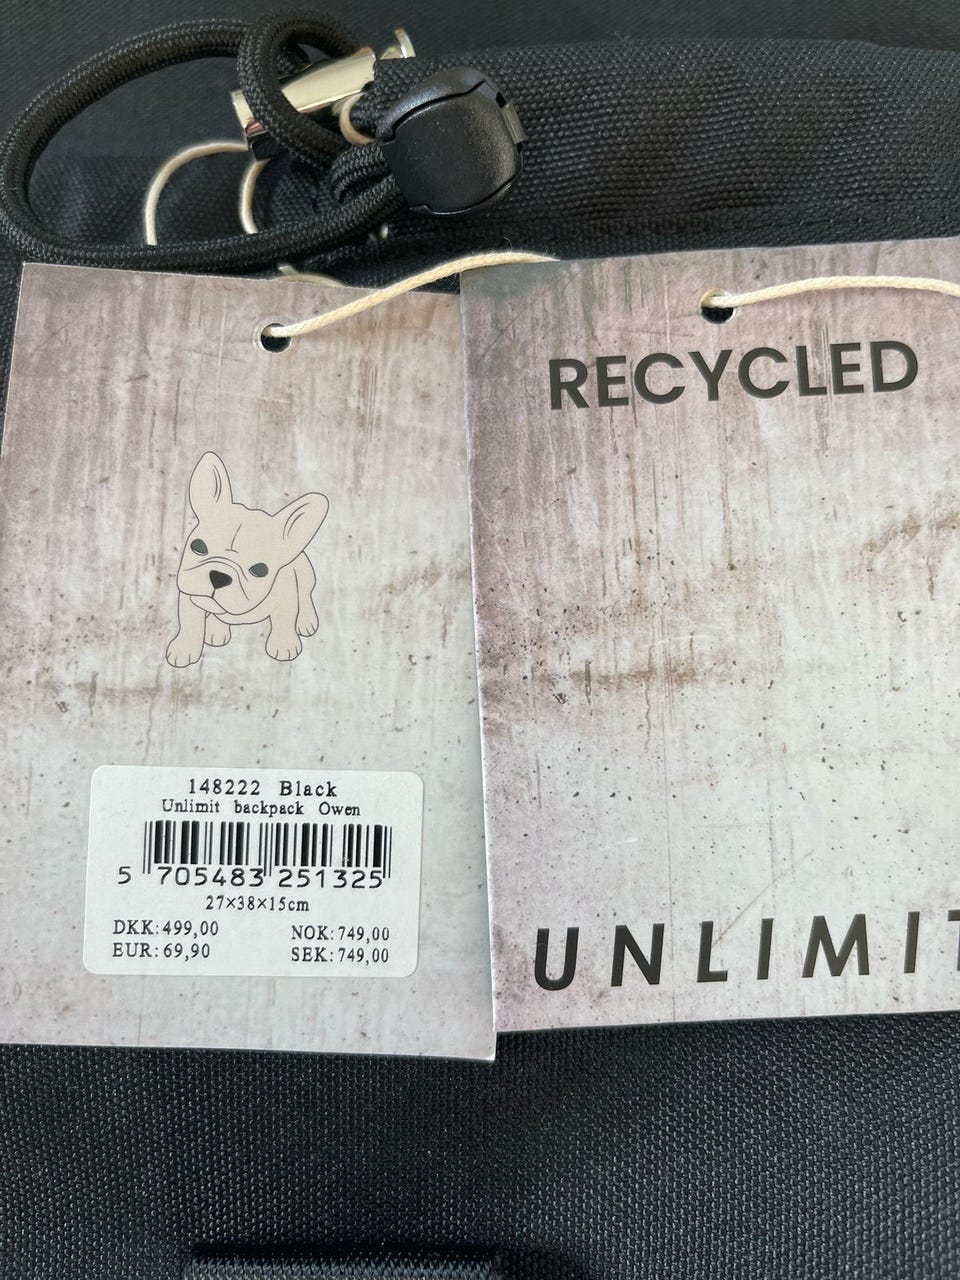 RECYCLED
148222 Black
Unlimit backpack Owen
5 705483 251325
27×38×15cm
DKK:499,00 NOK:749,00
EUR:69,90 SEK:749,00
UNLIMIT